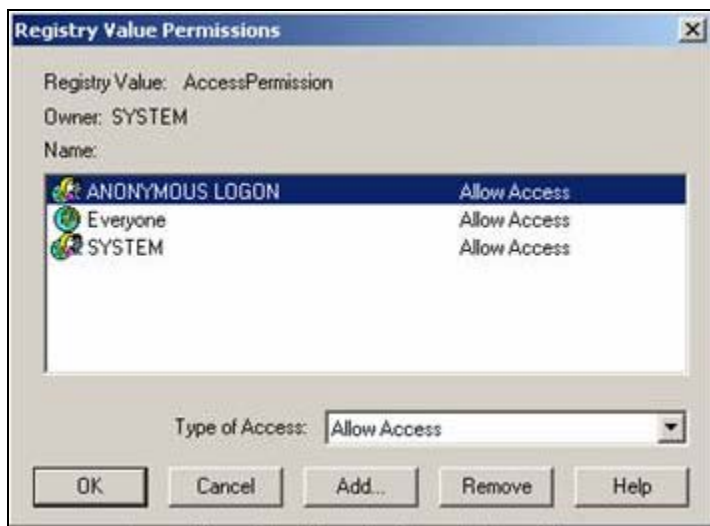 Registry Value Permissions
Registry Value: AccessPermission
Owner: SYSTEM
Name:
ANONYMOUS LOGON Allow Access
Everyone Allow Access
SYSTEM Allow Access
Type of Access: Allow Access
OK Cancel Add... Remove Help